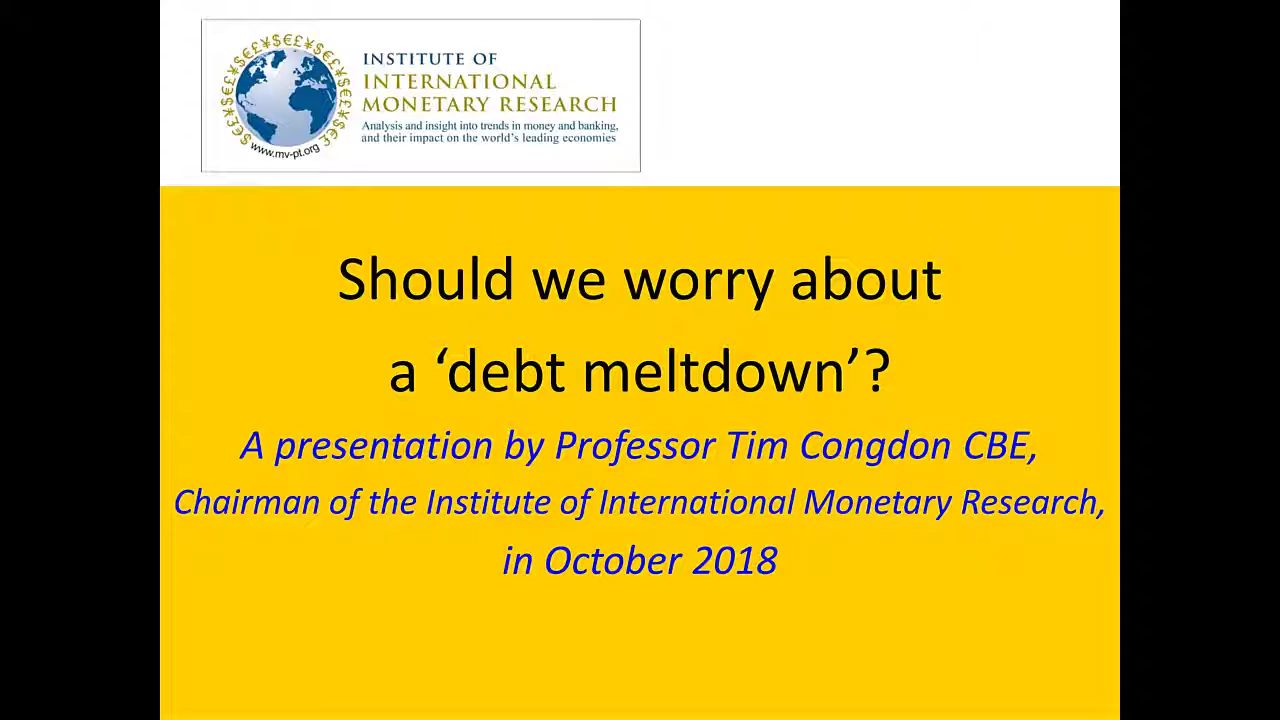 $€£¥$€£¥$€£¥$€£¥$€£¥
www.mv-pt.org
INSTITUTE OF
INTERNATIONAL
MONETARY RESEARCH
Analysis and insight into trends in money and banking,
and their impact on the world's leading economies
Should we worry about
a ‘debt meltdown’?
A presentation by Professor Tim Congdon CBE,
Chairman of the Institute of International Monetary Research,
in October 2018